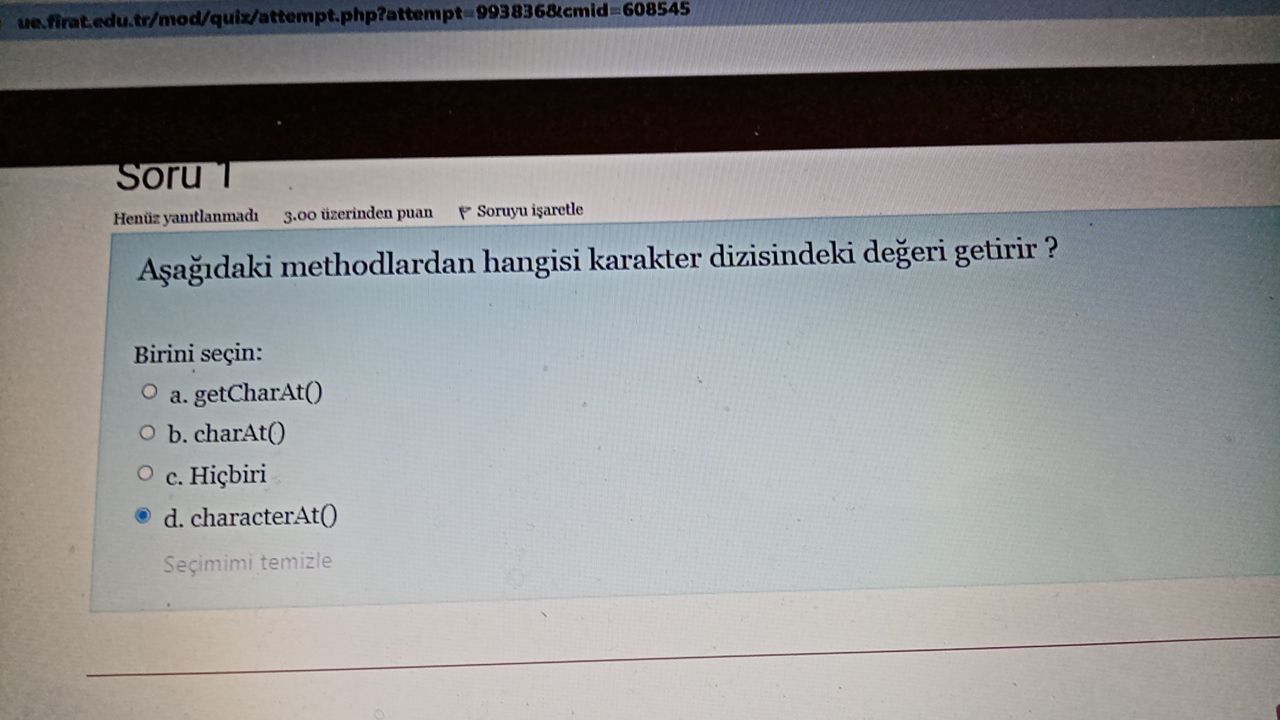 ue.firat.edu.tr/mod/quiz/attempt.php?attempt=993836&cmid=608545
Soru 1
Henüz yanıtlanmadı 3.00 üzerinden puan Soruyu işaretle
Aşağıdaki methodlardan hangisi karakter dizisindeki değeri getirir ?
Birini seçin:
a. getCharAt()
b. charAt()
c. Hiçbiri
d. characterAt()
Seçimimi temizle